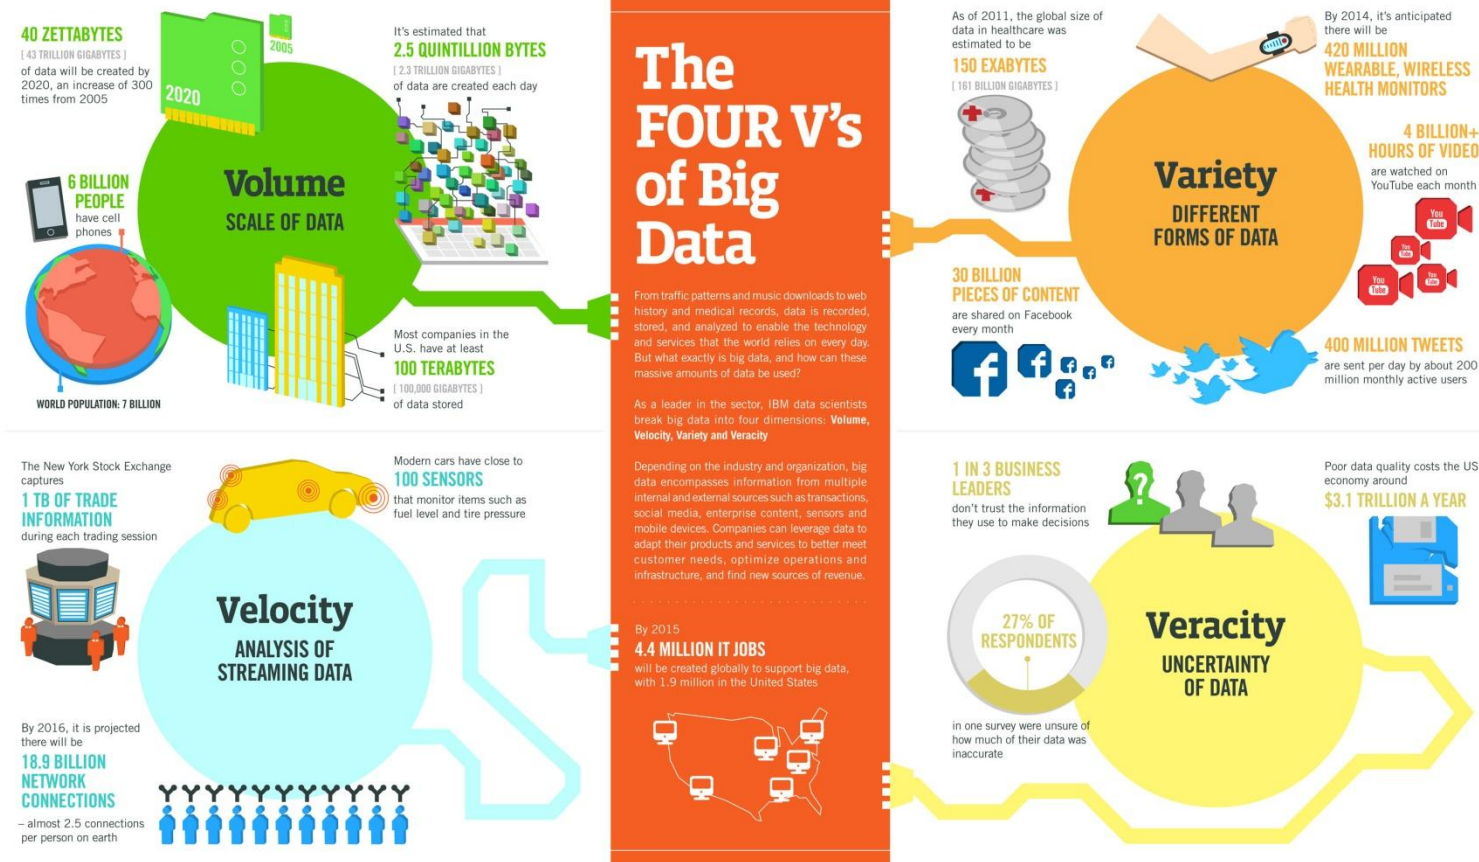 40 ZETTABYTES
[ 43 TRILLION GIGABYTES ]
of data will be created by
2020, an increase of 300
times from 2005
2020
2005
It's estimated that
2.5 QUINTILLION BYTES
[ 2.3 TRILLION GIGABYTES ]
of data are created each day
6 BILLION
PEOPLE
have cell
phones
Volume
SCALE OF DATA
WORLD POPULATION: 7 BILLION
Most companies in the
U.S. have at least
100 TERABYTES
[ 100,000 GIGABYTES ]
of data stored
The New York Stock Exchange
captures
1 TB OF TRADE
INFORMATION
during each trading session
Modern cars have close to
100 SENSORS
that monitor items such as
fuel level and tire pressure
Velocity
ANALYSIS OF
STREAMING DATA
By 2016, it is projected
there will be
18.9 BILLION
NETWORK
CONNECTIONS
– almost 2.5 connections
per person on earth
The
FOUR V's
of Big
Data
From traffic patterns and music downloads to web
history and medical records, data is recorded,
stored, and analyzed to enable the technology
and services that the world relies on every day.
But what exactly is big data, and how can these
massive amounts of data be used?
As a leader in the sector, IBM data scientists
break big data into four dimensions: Volume,
Velocity, Variety and Veracity
Depending on the industry and organization, big
data encompasses information from multiple
internal and external sources such as transactions,
social media, enterprise content, sensors and
mobile devices. Companies can leverage data to
adapt their products and services to better meet
customer needs, optimize operations and
infrastructure, and find new sources of revenue.
By 2015
4.4 MILLION IT JOBS
will be created globally to support big data,
with 1.9 million in the United States
As of 2011, the global size of
data in healthcare was
estimated to be
150 EXABYTES
[ 161 BILLION GIGABYTES ]
By 2014, it's anticipated
there will be
420 MILLION
WEARABLE, WIRELESS
HEALTH MONITORS
4 BILLION+
HOURS OF VIDEO
are watched on
YouTube each month
You
Tube
You
Tube
You
Tube
You
Tube
Variety
DIFFERENT
FORMS OF DATA
30 BILLION
PIECES OF CONTENT
are shared on Facebook
every month
400 MILLION TWEETS
are sent per day by about 200
million monthly active users
1 IN 3 BUSINESS
LEADERS
don't trust the information
they use to make decisions
?
Poor data quality costs the US
economy around
$3.1 TRILLION A YEAR
27% OF
RESPONDENTS
in one survey were unsure of
how much of their data was
inaccurate
Veracity
UNCERTAINTY
OF DATA